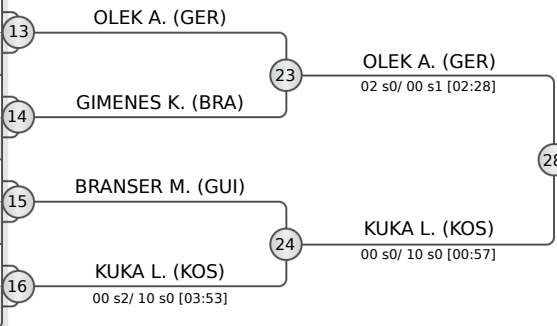 13
OLEK A. (GER)
23
OLEK A. (GER)
02 s0/ 00 s1 [02:28]
14
GIMENES K. (BRA)
28
15
BRANSER M. (GUI)
24
KUKA L. (KOS)
00 s0/ 10 s0 [00:57]
16
KUKA L. (KOS)
00 s2/ 10 s0 [03:53]